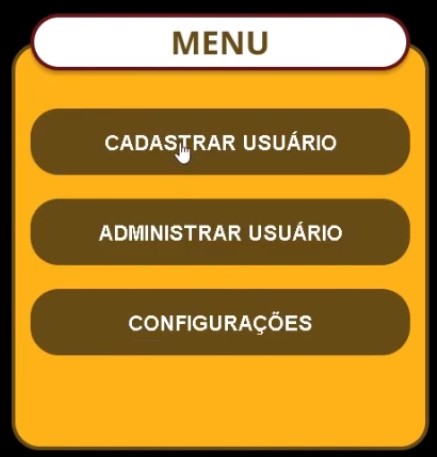 MENU
CADASTRAR USUÁRIO
ADMINISTRAR USUÁRIO
CONFIGURAÇÕES